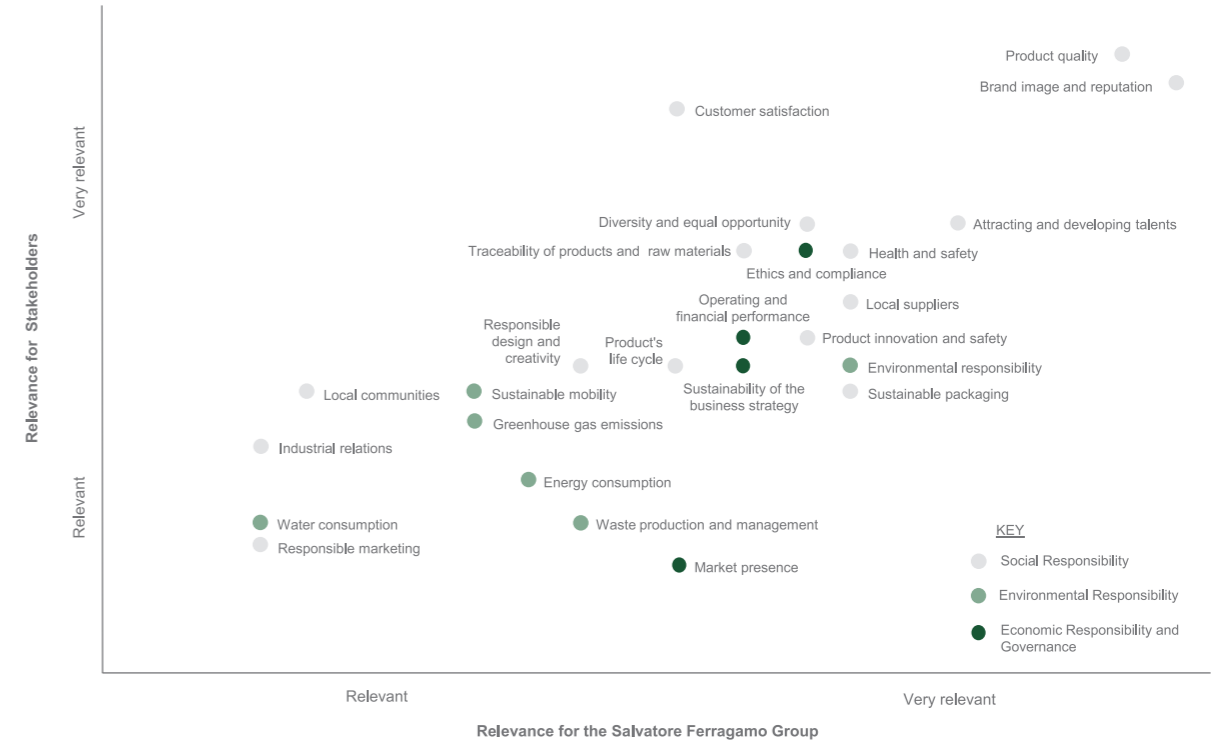 Product quality
Brand image and reputation
Customer satisfaction
Very relevant
Diversity and equal opportunity
Attracting and developing talents
Traceability of products and raw materials
Health and safety
Ethics and compliance
Operating and
financial performance
Local suppliers
Responsible
design and
creativity
Product's
life cycle
Product innovation and safety
Environmental responsibility
Sustainability of the
business strategy
Sustainable packaging
Local communities
Sustainable mobility
Greenhouse gas emissions
Relevance for Stakeholders
Industrial relations
Energy consumption
Relevant
Water consumption
Waste production and management
Responsible marketing
Market presence
KEY
Social Responsibility
Environmental Responsibility
Economic Responsibility and
Governance
Relevant
Very relevant
Relevance for the Salvatore Ferragamo Group